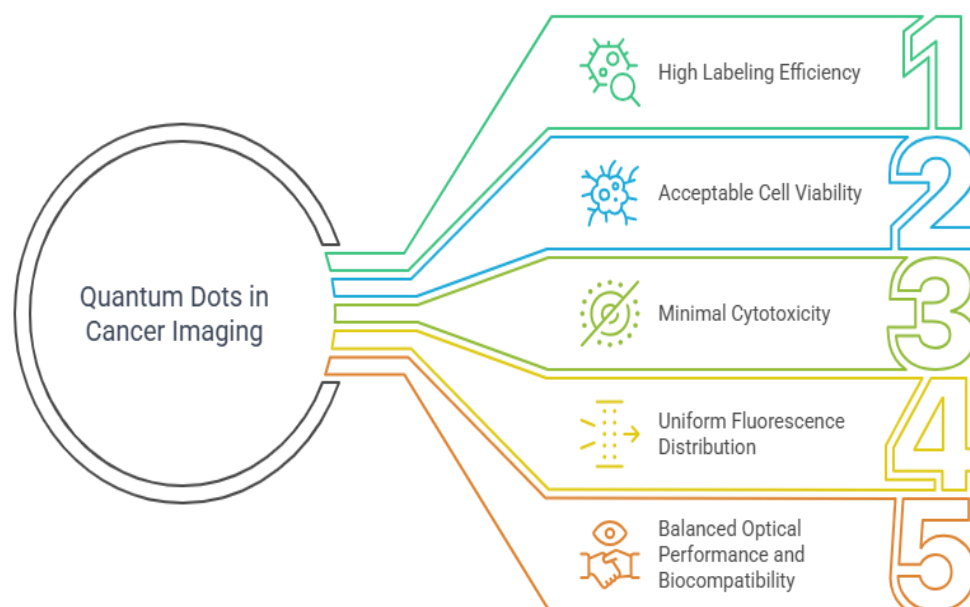 Quantum Dots in
Cancer Imaging
High Labeling Efficiency
1
Acceptable Cell Viability
2
Minimal Cytotoxicity
3
Uniform Fluorescence
Distribution
4
Balanced Optical
Performance and
Biocompatibility
5